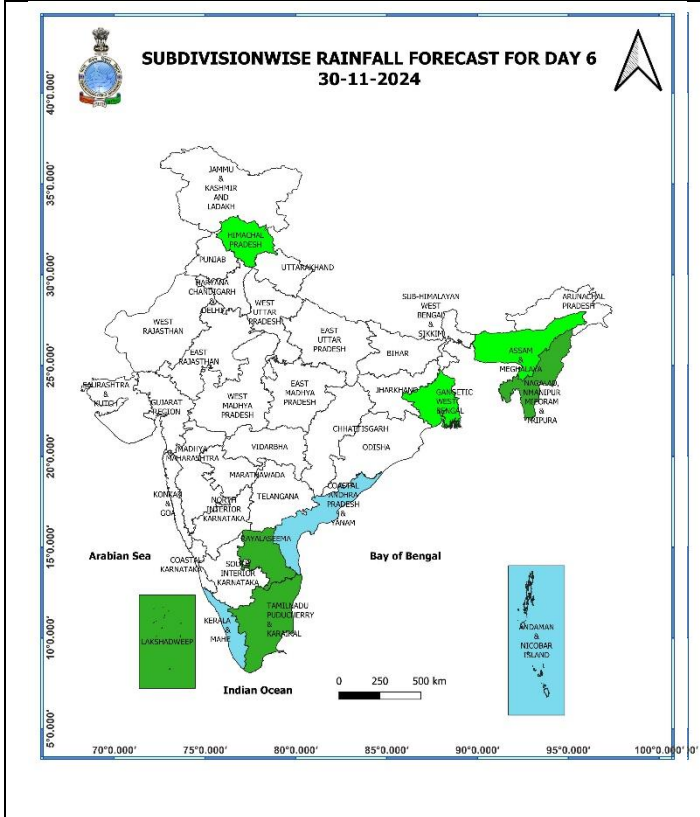 SUBDIVISIONWISE RAINFALL FORECAST FOR DAY 6
30-11-2024
40°0.000'
35°0.000'
30°0.000'
25°0.000'
20°0.000'
15°0.000'
10°0.000'
5°0.000'
JAMMU
&
KASHMIR
AND
LADAKH
HIMACHAL
PRADESH
PUNJAB
UTTARAKHAND
HARYANA
CHANDIGARH
&
DELHI
WEST
UTTAR
PRADESH
WEST
RAJASTHAN
EAST
RAJASTHAN
EAST
UTTAR
PRADESH
SUB-HIMALAYAN
WEST
BENGAL
&
SIKKIM
ARUNACHAL
PRADESH
BIHAR
ASSAM
&
MEGHALAYA
NAGALAD,
MANIPUR
MIZORAM
&
TRIPURA
SAURASHTRA
&
KUTCH
GUJARAT
REGION
WEST
MADHYA
PRADESH
EAST
MADHYA
PRADESH
JHARKHAND
GANGETIC
WEST
BENGAL
CHHATTISGARH
ODISHA
MADHYA
MAHARASHTRA
VIDARBHA
MARATHAWADA
KONKAN
&
GOA
NORTH
INTERIOR
KARNATAKA
TELANGANA
COASTAL
ANDHRA
PRADESH
&
YANAM
RAYALASEEMA
Arabian Sea
Bay of Bengal
COASTAL
KARNATAKA
SOUTH
INTERIOR
KARNATAKA
TAMILNADU
PUDUCHERRY
&
KARAIKAL
KERALA
&
MAHE
LAKSHADWEEP
ANDAMAN
&
NICOBAR
ISLAND
Indian Ocean
0 250 500 km
70°0.000' 75°0.000' 80°0.000' 85°0.000' 90°0.000' 95°0.000' 100°0.000'